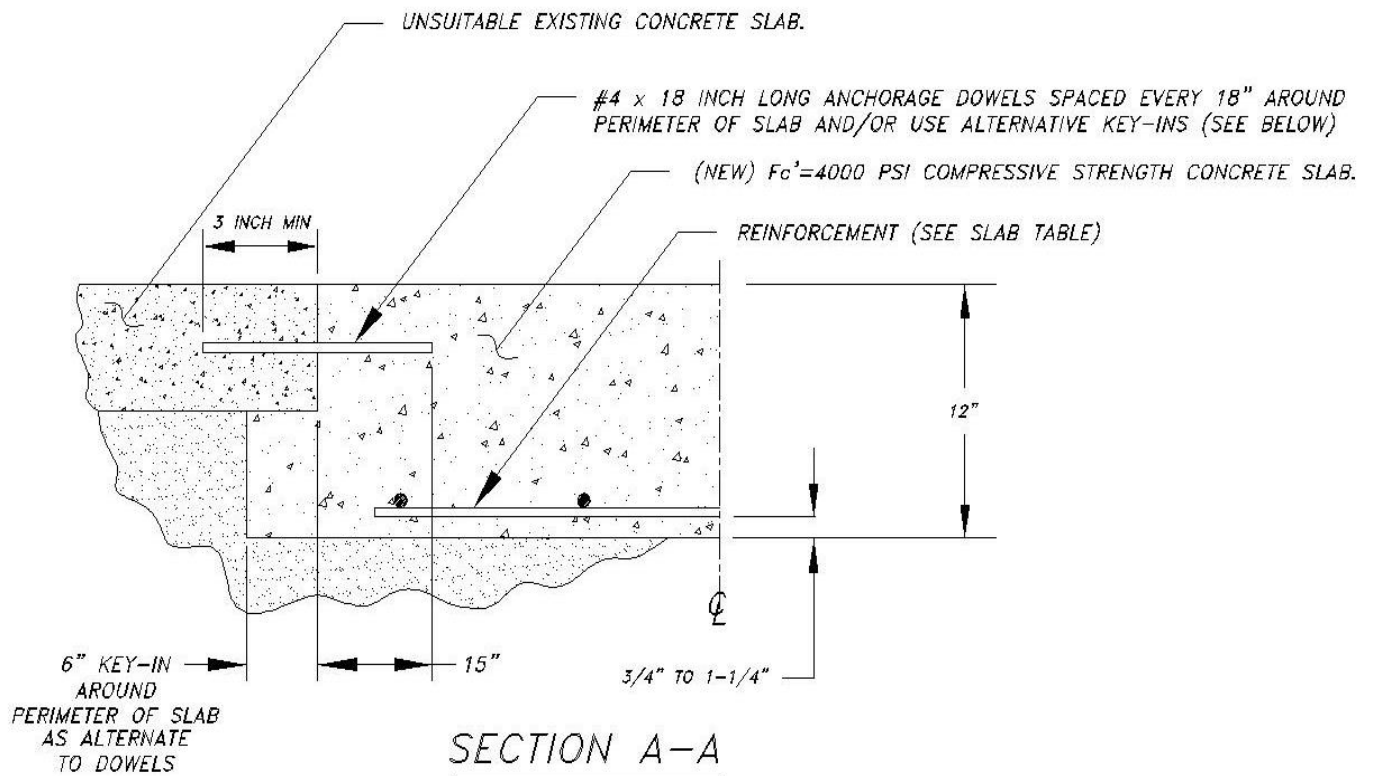 UNSUITABLE EXISTING CONCRETE SLAB.
#4 x 18 INCH LONG ANCHORAGE DOWELS SPACED EVERY 18" AROUND
PERIMETER OF SLAB AND/OR USE ALTERNATIVE KEY-INS (SEE BELOW)
(NEW) Fc'=4000 PSI COMPRESSIVE STRENGTH CONCRETE SLAB.
3 INCH MIN
REINFORCEMENT (SEE SLAB TABLE)
12"
6" KEY-IN
AROUND
PERIMETER OF SLAB
AS ALTERNATE
TO DOWELS
15"
3/4" TO 1-1/4"
SECTION A-A